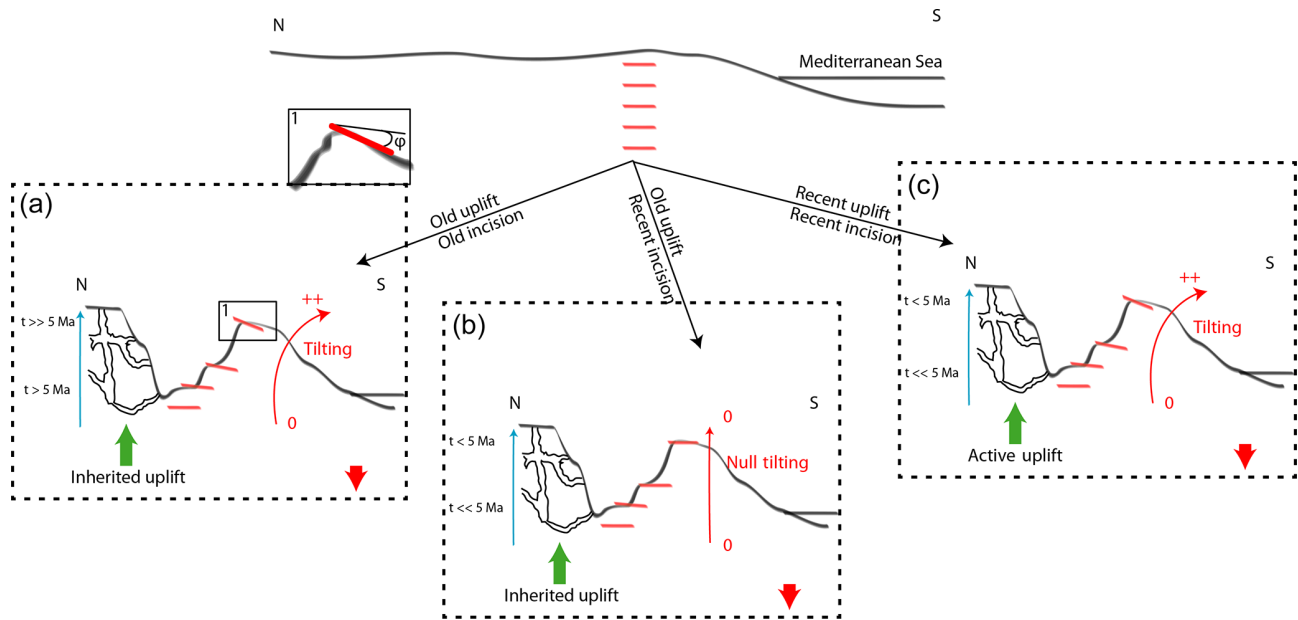 N
S
Mediterranean Sea
1
φ
Old uplift
Old incision
Old uplift
Recent incision
Recent uplift
Recent incision
(a)
N
S
t >> 5 Ma
t > 5 Ma
1
++
Tilting
0
Inherited uplift
(b)
N
S
t < 5 Ma
t << 5 Ma
0
Null tilting
0
Inherited uplift
(c)
N
S
t < 5 Ma
t << 5 Ma
++
Tilting
0
Active uplift